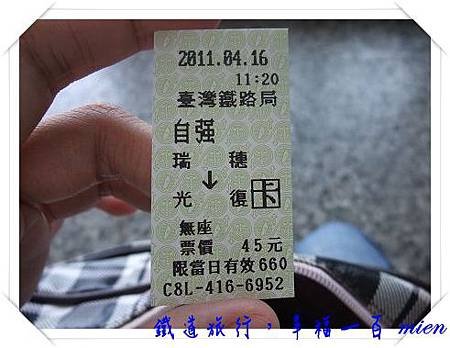 2011.04.16
11:20
臺灣鐵路局
自强
瑞 穗
↓
光 復 卡
無座
票價 45元
限當日有效660
C8L-416-6952
鐵道旅行，幸福一百 mien